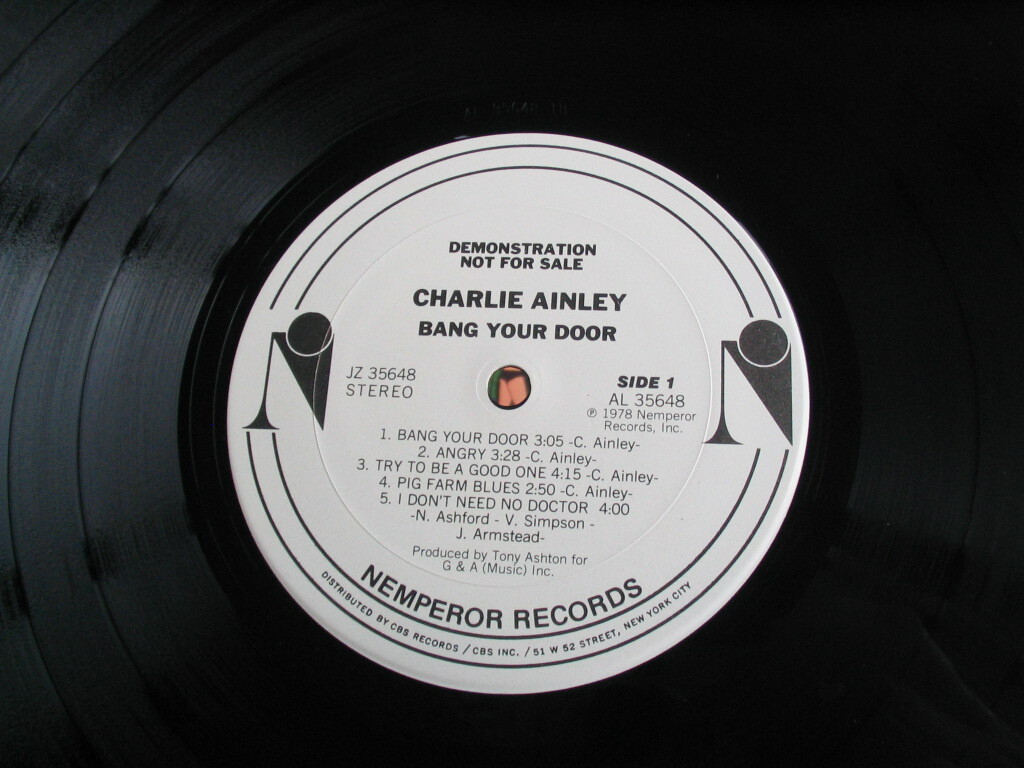 DEMONSTRATION
NOT FOR SALE
CHARLIE AINLEY
BANG YOUR DOOR
JZ 35648
STEREO
SIDE 1
AL 35648
℗ 1978 Nemperor
Records, Inc.
1. BANG YOUR DOOR 3:05 -C. Ainley-
2. ANGRY 3:28 -C. Ainley-
3. TRY TO BE A GOOD ONE 4:15 -C. Ainley-
4. PIG FARM BLUES 2:50 -C. Ainley-
5. I DON'T NEED NO DOCTOR 4:00
-N. Ashford - V. Simpson -
J. Armstead-
Produced by Tony Ashton for
G & A (Music) Inc.
NEMPEROR RECORDS
DISTRIBUTED BY CBS RECORDS / CBS INC. / 51 W 52 STREET, NEW YORK CITY